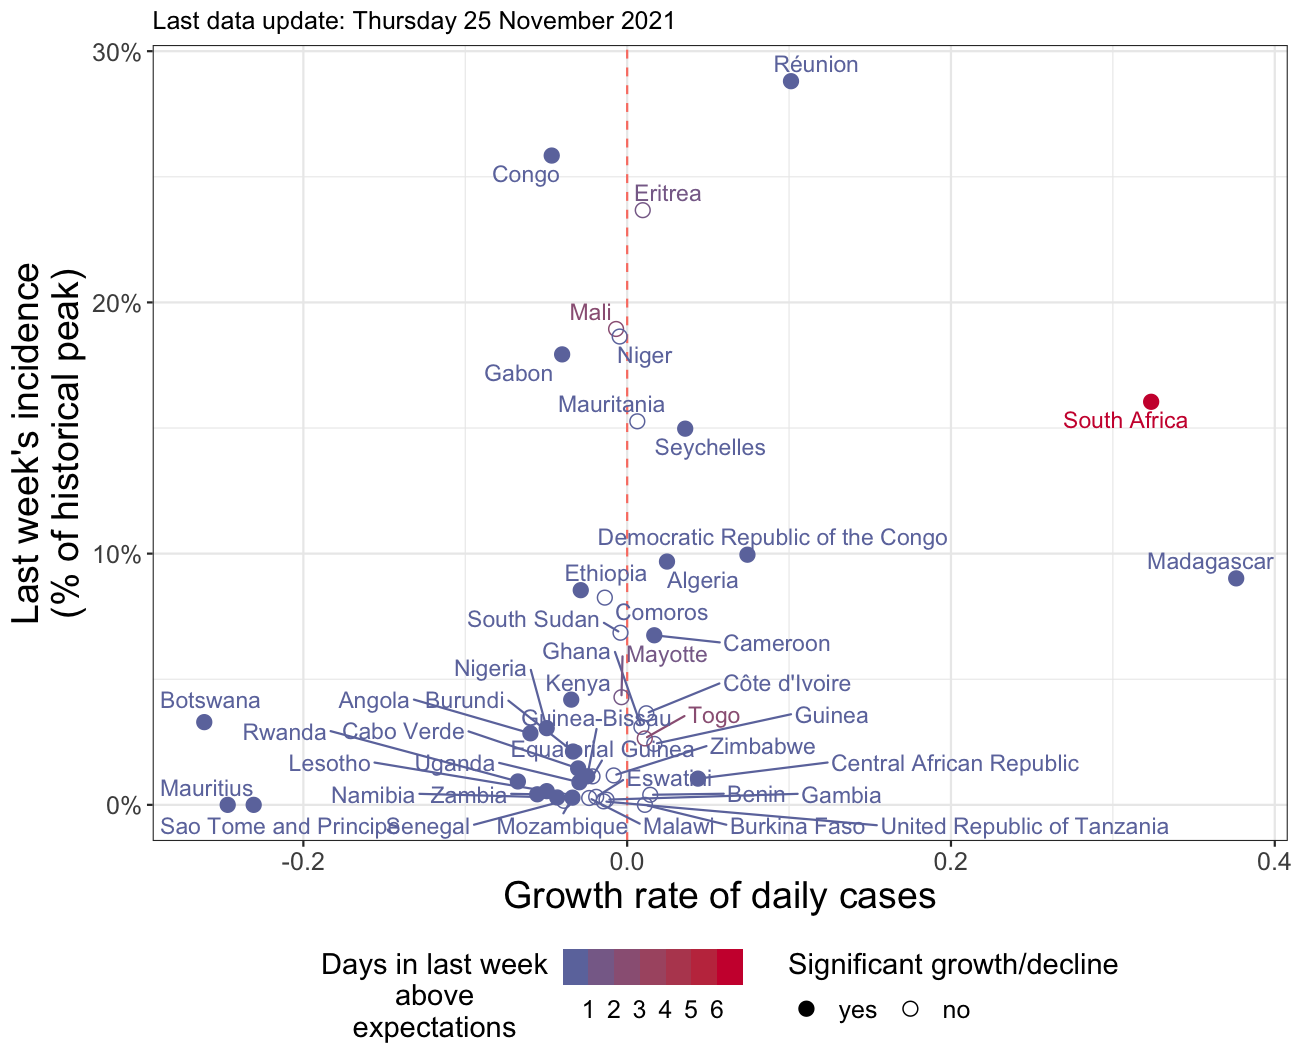 Last data update: Thursday 25 November 2021
30%
20%
10%
0%
Last week's incidence
(% of historical peak)
Réunion
Congo
Eritrea
Mali
Niger
Gabon
Mauritania
South Africa
Seychelles
Democratic Republic of the Congo
Madagascar
Ethiopia
Algeria
Comoros
South Sudan
Cameroon
Ghana
Mayotte
Nigeria
Kenya
Côte d'Ivoire
Botswana
Angola
Burundi
Guinea-Bissau
Togo
Guinea
Rwanda
Cabo Verde
Equatorial Guinea
Zimbabwe
Lesotho
Uganda
Eswatini
Central African Republic
Mauritius
Namibia
Zambia
Benin
Gambia
Sao Tome and Principe
Senegal
Mozambique
Malawi
Burkina Faso
United Republic of Tanzania
-0.2
0.0
0.2
0.4
Growth rate of daily cases
Days in last week
above
expectations
1 2 3 4 5 6
Significant growth/decline
yes
no